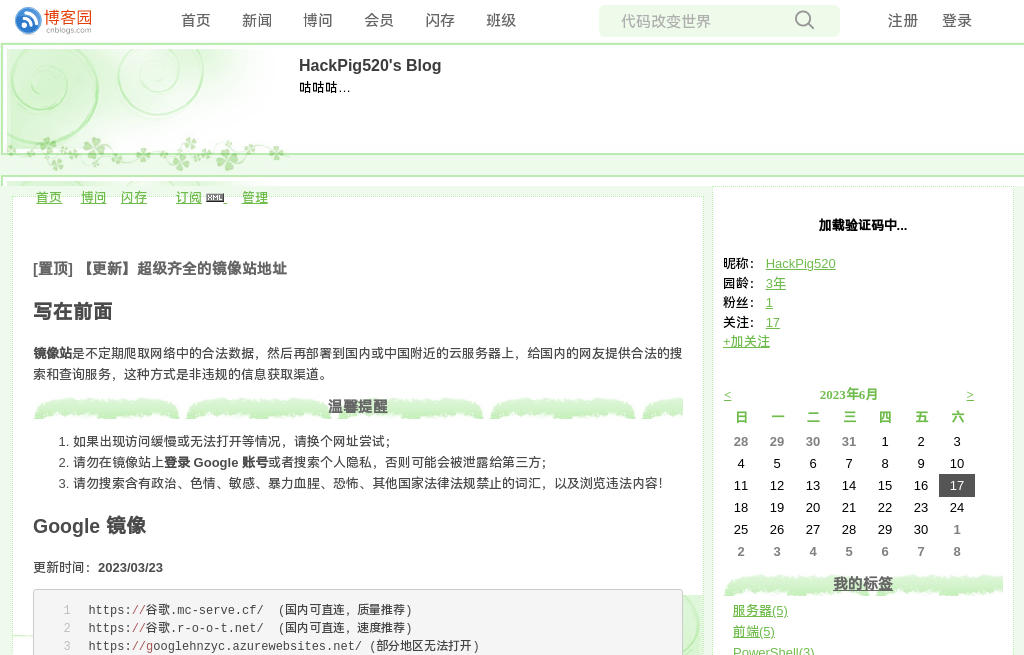 博客园
cnblogs.com
首页 新闻 博问 会员 闪存 班级
代码改变世界
注册 登录
HackPig520's Blog
咕咕咕…
首页 博问 闪存 订阅 XML 管理
[置顶] 【更新】超级齐全的镜像站地址
写在前面
镜像站是不定期爬取网络中的合法数据，然后再部署到国内或中国附近的云服务器上，给国内的网友提供合法的搜
索和查询服务，这种方式是非违规的信息获取渠道。
温馨提醒
1. 如果出现访问缓慢或无法打开等情况，请换个网址尝试；
2. 请勿在镜像站上登录 Google 账号或者搜索个人隐私，否则可能会被泄露给第三方；
3. 请勿搜索含有政治、色情、敏感、暴力血腥、恐怖、其他国家法律法规禁止的词汇，以及浏览违法内容！
Google 镜像
更新时间：2023/03/23
1 https://谷歌.mc-serve.cf/ (国内可直连，质量推荐)
2 https://谷歌.r-o-o-t.net/ (国内可直连，速度推荐)
3 https://googlehnzyc.azurewebsites.net/ (部分地区无法打开)
加载验证码中...
昵称： HackPig520
园龄： 3年
粉丝： 1
关注： 17
+加关注
< 2023年6月 >
日 一 二 三 四 五 六
28 29 30 31 1 2 3
4 5 6 7 8 9 10
11 12 13 14 15 16 17
18 19 20 21 22 23 24
25 26 27 28 29 30 1
2 3 4 5 6 7 8
我的标签
服务器(5)
前端(5)
PowerShell(3)